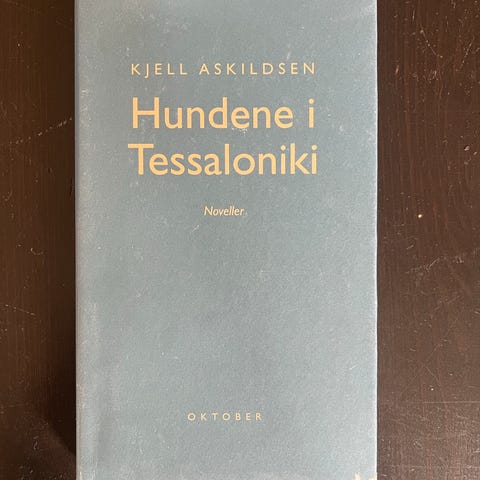 KJELL ASKILDSEN
Hundene i
Tessaloniki
Noveller
OKTOBER